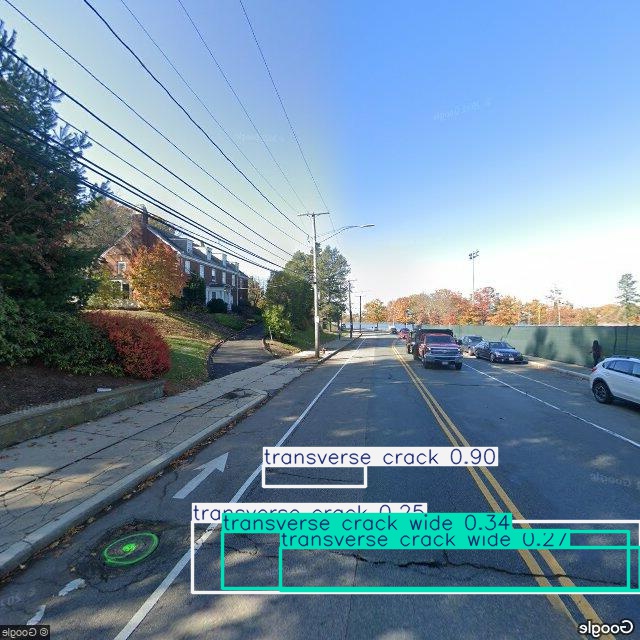 transverse crack 0.90
transverse crack 0.25
transverse crack wide 0.34
transverse crack wide 0.27
Google
© Google